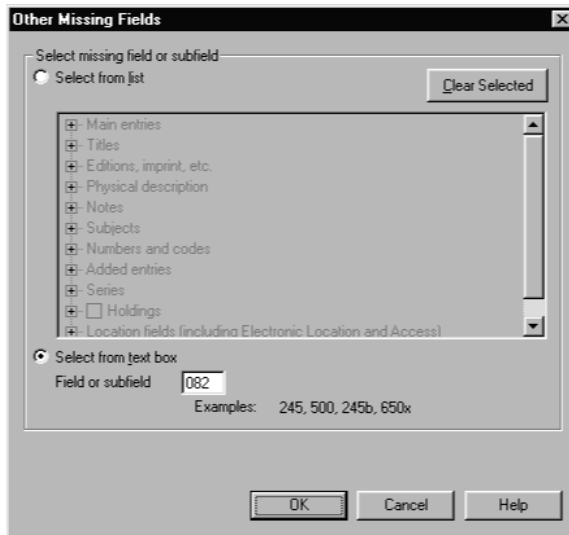 Other Missing Fields
Select missing field or subfield
Select from list
Clear Selected
Main entries
Titles
Editions, imprint, etc.
Physical description
Notes
Subjects
Numbers and codes
Added entries
Series
Holdings
Location fields (including Electronic Location and Access)
Select from text box
Field or subfield 082
Examples: 245, 500, 245b, 650x
OK Cancel Help